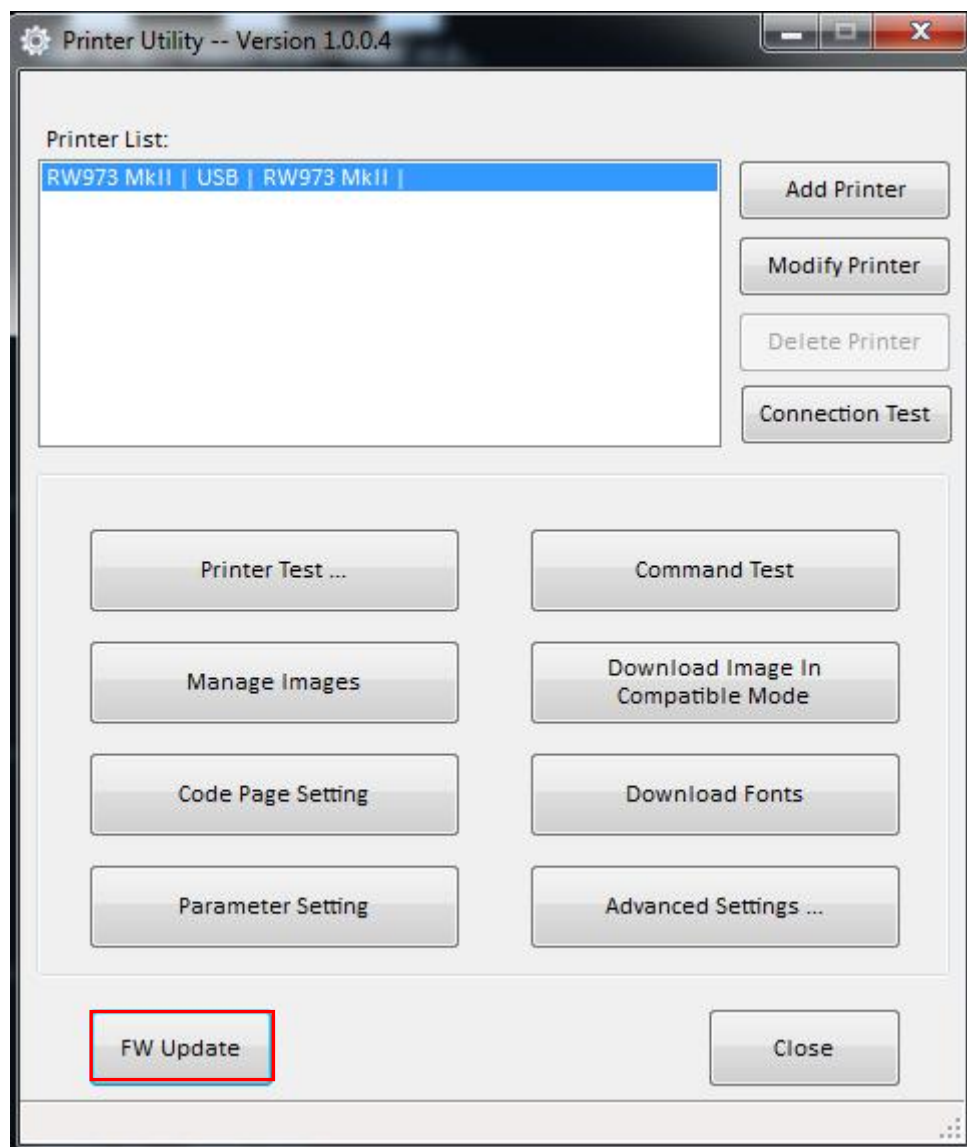 Printer Utility -- Version 1.0.0.4
Printer List:
RW973 MkII | USB | RW973 MkII |
Add Printer
Modify Printer
Delete Printer
Connection Test
Printer Test ...
Command Test
Manage Images
Download Image In
Compatible Mode
Code Page Setting
Download Fonts
Parameter Setting
Advanced Settings ...
FW Update
Close